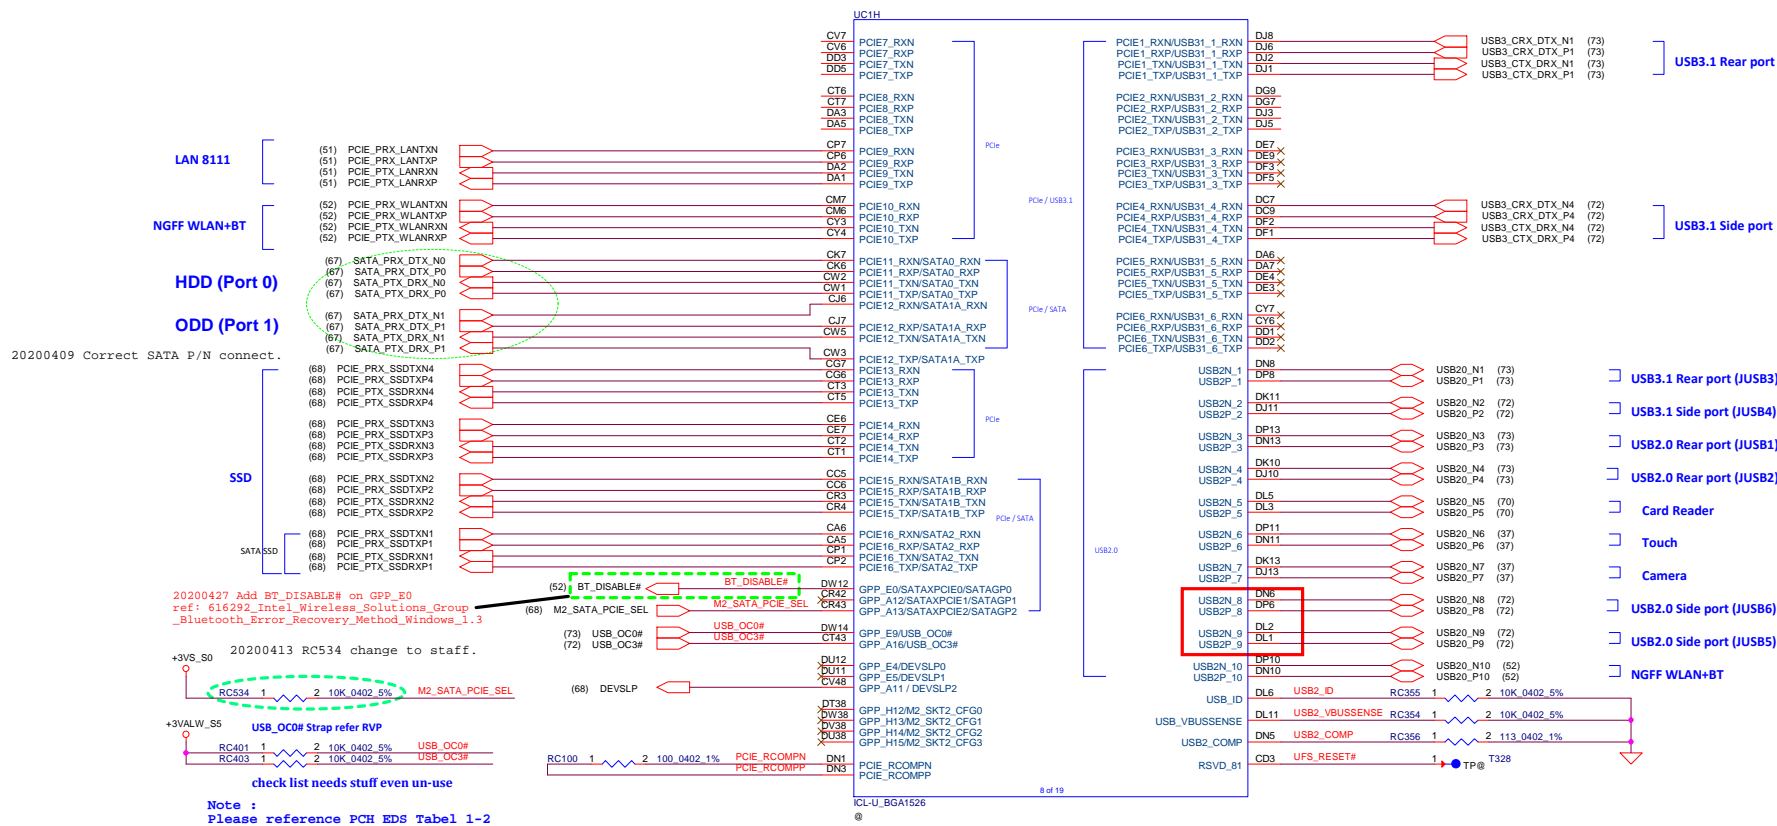 UC1H
CV7 PCIE7_RXN
CV6 PCIE7_RXP
DD3 PCIE7_TXN
DD5 PCIE7_TXP
CT6 PCIE8_RXN
CT7 PCIE8_RXP
DA3 PCIE8_TXN
DA5 PCIE8_TXP
PCIe
LAN 8111
(51) PCIE_PRX_LANTXN CP7 PCIE9_RXN
(51) PCIE_PRX_LANTXP CP6 PCIE9_RXP
(51) PCIE_PTX_LANRXN DA2 PCIE9_TXN
(51) PCIE_PTX_LANRXP DA1 PCIE9_TXP
NGFF WLAN+BT
(52) PCIE_PRX_WLANTXN CM7 PCIE10_RXN
(52) PCIE_PRX_WLANTXP CM6 PCIE10_RXP
(52) PCIE_PTX_WLANRXN CY3 PCIE10_TXN
(52) PCIE_PTX_WLANRXP CY4 PCIE10_TXP
HDD (Port 0)
(67) SATA_PRX_DTX_N0 CK7 PCIE11_RXN/SATA0_RXN
(67) SATA_PRX_DTX_P0 CK6 PCIE11_RXP/SATA0_RXP
(67) SATA_PTX_DRX_N0 CW2 PCIE11_TXN/SATA0_TXN
(67) SATA_PTX_DRX_P0 CW1 PCIE11_TXP/SATA0_TXP
PCIe / SATA
ODD (Port 1)
(67) SATA_PRX_DTX_N1 CJ6 PCIE12_RXN/SATA1A_RXN
(67) SATA_PRX_DTX_P1 CJ7 PCIE12_RXP/SATA1A_RXP
(67) SATA_PTX_DRX_N1 CW5 PCIE12_TXN/SATA1A_TXN
(67) SATA_PTX_DRX_P1 CW3 PCIE12_TXP/SATA1A_TXP
20200409 Correct SATA P/N connect.
SSD
(68) PCIE_PRX_SSDTXN4 CG7 PCIE13_RXN
(68) PCIE_PRX_SSDTXP4 CG6 PCIE13_RXP
(68) PCIE_PTX_SSDRXN4 CT3 PCIE13_TXN
(68) PCIE_PTX_SSDRXP4 CT5 PCIE13_TXP
PCIe
(68) PCIE_PRX_SSDTXN3 CE6 PCIE14_RXN
(68) PCIE_PRX_SSDTXP3 CE7 PCIE14_RXP
(68) PCIE_PTX_SSDRXN3 CT2 PCIE14_TXN
(68) PCIE_PTX_SSDRXP3 CT1 PCIE14_TXP
(68) PCIE_PRX_SSDTXN2 CC5 PCIE15_RXN/SATA1B_RXN
(68) PCIE_PRX_SSDTXP2 CC6 PCIE15_RXP/SATA1B_RXP
(68) PCIE_PTX_SSDRXN2 CR3 PCIE15_TXN/SATA1B_TXN
(68) PCIE_PTX_SSDRXP2 CR4 PCIE15_TXP/SATA1B_TXP
PCIe / SATA
SATA SSD
(68) PCIE_PRX_SSDTXN1 CA6 PCIE16_RXN/SATA2_RXN
(68) PCIE_PRX_SSDTXP1 CA5 PCIE16_RXP/SATA2_RXP
(68) PCIE_PTX_SSDRXN1 CP1 PCIE16_TXN/SATA2_TXN
(68) PCIE_PTX_SSDRXP1 CP2 PCIE16_TXP/SATA2_TXP
(52) BT_DISABLE# BT_DISABLE# DW12 GPP_E0/SATAXPCIE0/SATAGP0
CR42 GPP_A12/SATAXPCIE1/SATAGP1
(68) M2_SATA_PCIE_SEL M2_SATA_PCIE_SEL CR43 GPP_A13/SATAXPCIE2/SATAGP2
20200427 Add BT_DISABLE# on GPP_E0
ref: 616292_Intel_Wireless_Solutions_Group
_Bluetooth_Error_Recovery_Method_Windows_1.3
(73) USB_OC0# USB_OC0# DW14 GPP_E9/USB_OC0#
(72) USB_OC3# USB_OC3# CT43 GPP_A16/USB_OC3#
20200413 RC534 change to staff.
DU12 GPP_E4/DEVSLP0
DU11 GPP_E5/DEVSLP1
(68) DEVSLP CV48 GPP_A11 / DEVSLP2
+3VS_S0
RC534 1 2 10K_0402_5% M2_SATA_PCIE_SEL
DT38 GPP_H12/M2_SKT2_CFG0
DW38 GPP_H13/M2_SKT2_CFG1
DV38 GPP_H14/M2_SKT2_CFG2
DU38 GPP_H15/M2_SKT2_CFG3
+3VALW_S5
USB_OC0# Strap refer RVP
RC401 1 2 10K_0402_5% USB_OC0#
RC403 1 2 10K_0402_5% USB_OC3#
check list needs stuff even un-use
RC100 1 2 100_0402_1% PCIE_RCOMPN DN1 PCIE_RCOMPN
PCIE_RCOMPP DN3 PCIE_RCOMPP
Note :
Please reference PCH EDS Tabel 1-2
ICL-U_BGA1526
@
8 of 19
PCIE1_RXN/USB31_1_RXN DJ8 USB3_CRX_DTX_N1 (73)
PCIE1_RXP/USB31_1_RXP DJ6 USB3_CRX_DTX_P1 (73)
PCIE1_TXN/USB31_1_TXN DJ2 USB3_CTX_DRX_N1 (73)
PCIE1_TXP/USB31_1_TXP DJ1 USB3_CTX_DRX_P1 (73)
USB3.1 Rear port
PCIE2_RXN/USB31_2_RXN DG9
PCIE2_RXP/USB31_2_RXP DG7
PCIE2_TXN/USB31_2_TXN DJ3
PCIE2_TXP/USB31_2_TXP DJ5
PCIE3_RXN/USB31_3_RXN DE7
PCIE3_RXP/USB31_3_RXP DE9
PCIE3_TXN/USB31_3_TXN DF3
PCIE3_TXP/USB31_3_TXP DF5
PCIe / USB3.1
PCIE4_RXN/USB31_4_RXN DC7 USB3_CRX_DTX_N4 (72)
PCIE4_RXP/USB31_4_RXP DC9 USB3_CRX_DTX_P4 (72)
PCIE4_TXN/USB31_4_TXN DF2 USB3_CTX_DRX_N4 (72)
PCIE4_TXP/USB31_4_TXP DF1 USB3_CTX_DRX_P4 (72)
USB3.1 Side port
PCIE5_RXN/USB31_5_RXN DA6
PCIE5_RXP/USB31_5_RXP DA7
PCIE5_TXN/USB31_5_TXN DE4
PCIE5_TXP/USB31_5_TXP DE3
PCIE6_RXN/USB31_6_RXN CY7
PCIE6_RXP/USB31_6_RXP CY6
PCIE6_TXN/USB31_6_TXN DD1
PCIE6_TXP/USB31_6_TXP DD2
USB2N_1 DN8 USB20_N1 (73)
USB2P_1 DP8 USB20_P1 (73)
USB3.1 Rear port (JUSB3)
USB2N_2 DK11 USB20_N2 (72)
USB2P_2 DJ11 USB20_P2 (72)
USB3.1 Side port (JUSB4)
USB2N_3 DP13 USB20_N3 (73)
USB2P_3 DN13 USB20_P3 (73)
USB2.0 Rear port (JUSB1)
USB2N_4 DK10 USB20_N4 (73)
USB2P_4 DJ10 USB20_P4 (73)
USB2.0 Rear port (JUSB2)
USB2N_5 DL5 USB20_N5 (70)
USB2P_5 DL3 USB20_P5 (70)
Card Reader
USB2N_6 DP11 USB20_N6 (37)
USB2P_6 DN11 USB20_P6 (37)
Touch
USB2.0
USB2N_7 DK13 USB20_N7 (37)
USB2P_7 DJ13 USB20_P7 (37)
Camera
USB2N_8 DN6 USB20_N8 (72)
USB2P_8 DP6 USB20_P8 (72)
USB2.0 Side port (JUSB6)
USB2N_9 DL2 USB20_N9 (72)
USB2P_9 DL1 USB20_P9 (72)
USB2.0 Side port (JUSB5)
USB2N_10 DP10 USB20_N10 (52)
USB2P_10 DN10 USB20_P10 (52)
NGFF WLAN+BT
USB_ID DL6 USB2_ID RC355 1 2 10K_0402_5%
USB_VBUSSENSE DL11 USB2_VBUSSENSE RC354 1 2 10K_0402_5%
USB2_COMP DN5 USB2_COMP RC356 1 2 113_0402_1%
RSVD_81 CD3 UFS_RESET# 1 TP@ T328